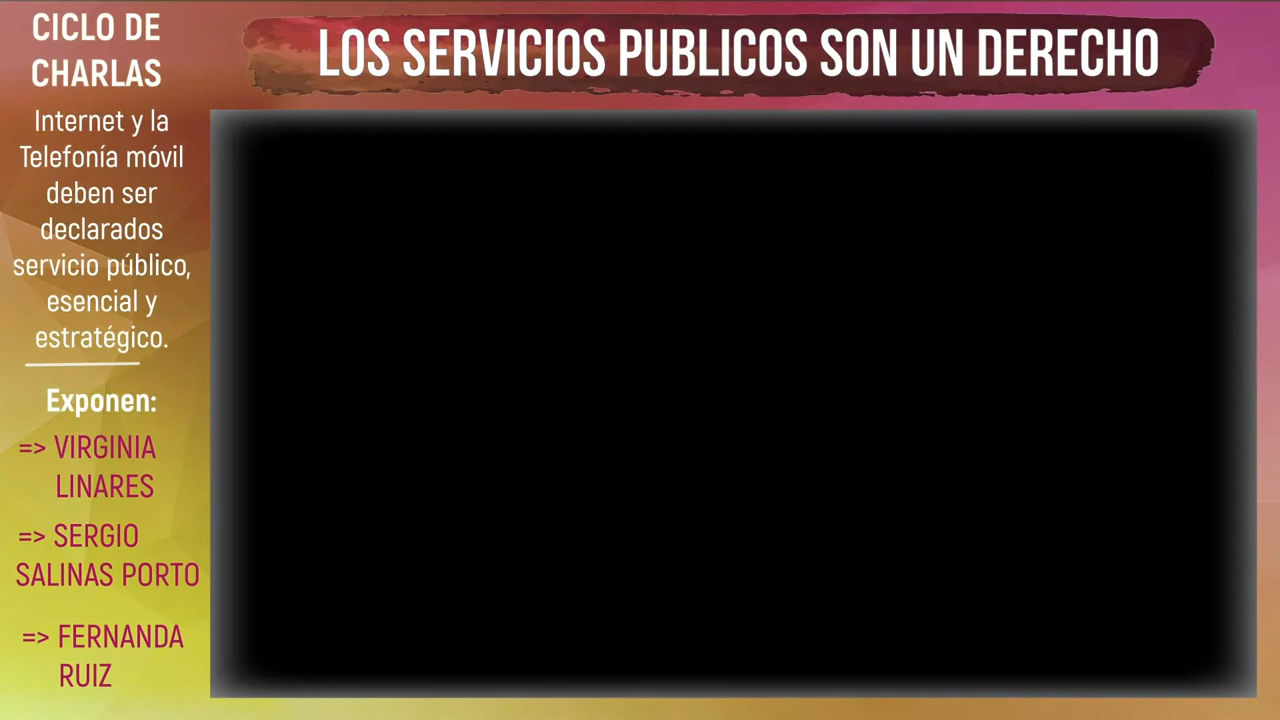 CICLO DE
CHARLAS
LOS SERVICIOS PUBLICOS SON UN DERECHO
Internet y la
Telefonía móvil
deben ser
declarados
servicio público,
esencial y
estratégico.
Exponen:
=> VIRGINIA
LINARES
=> SERGIO
SALINAS PORTO
=> FERNANDA
RUIZ